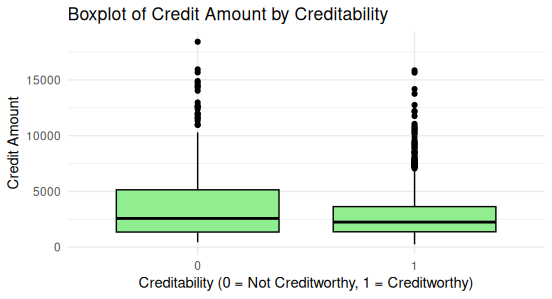 Boxplot of Credit Amount by Creditability
Credit Amount
15000
10000
5000
0
0
1
Creditability (0 = Not Creditworthy, 1 = Creditworthy)